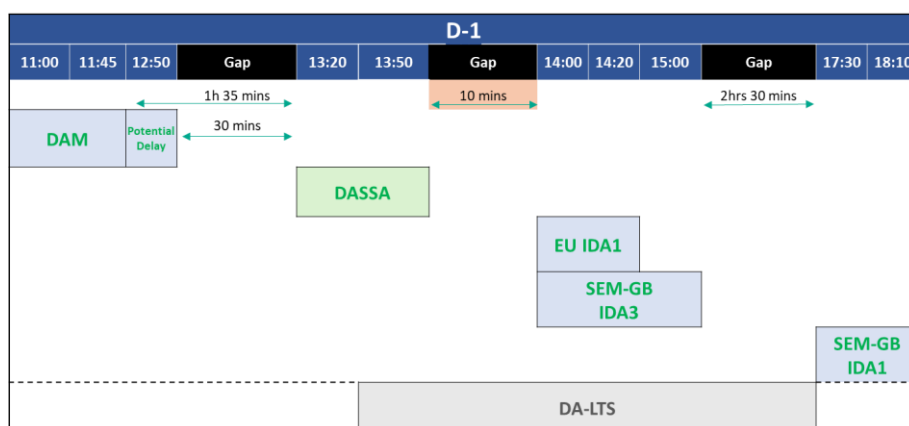 D-1
11:00 11:45 12:50 Gap 13:20 13:50 Gap 14:00 14:20 15:00 Gap 17:30 18:10
1h 35 mins 10 mins 2hrs 30 mins
30 mins
DAM
Potential
Delay
DASSA
EU IDA1
SEM-GB
IDA3
SEM-GB
IDA1
DA-LTS